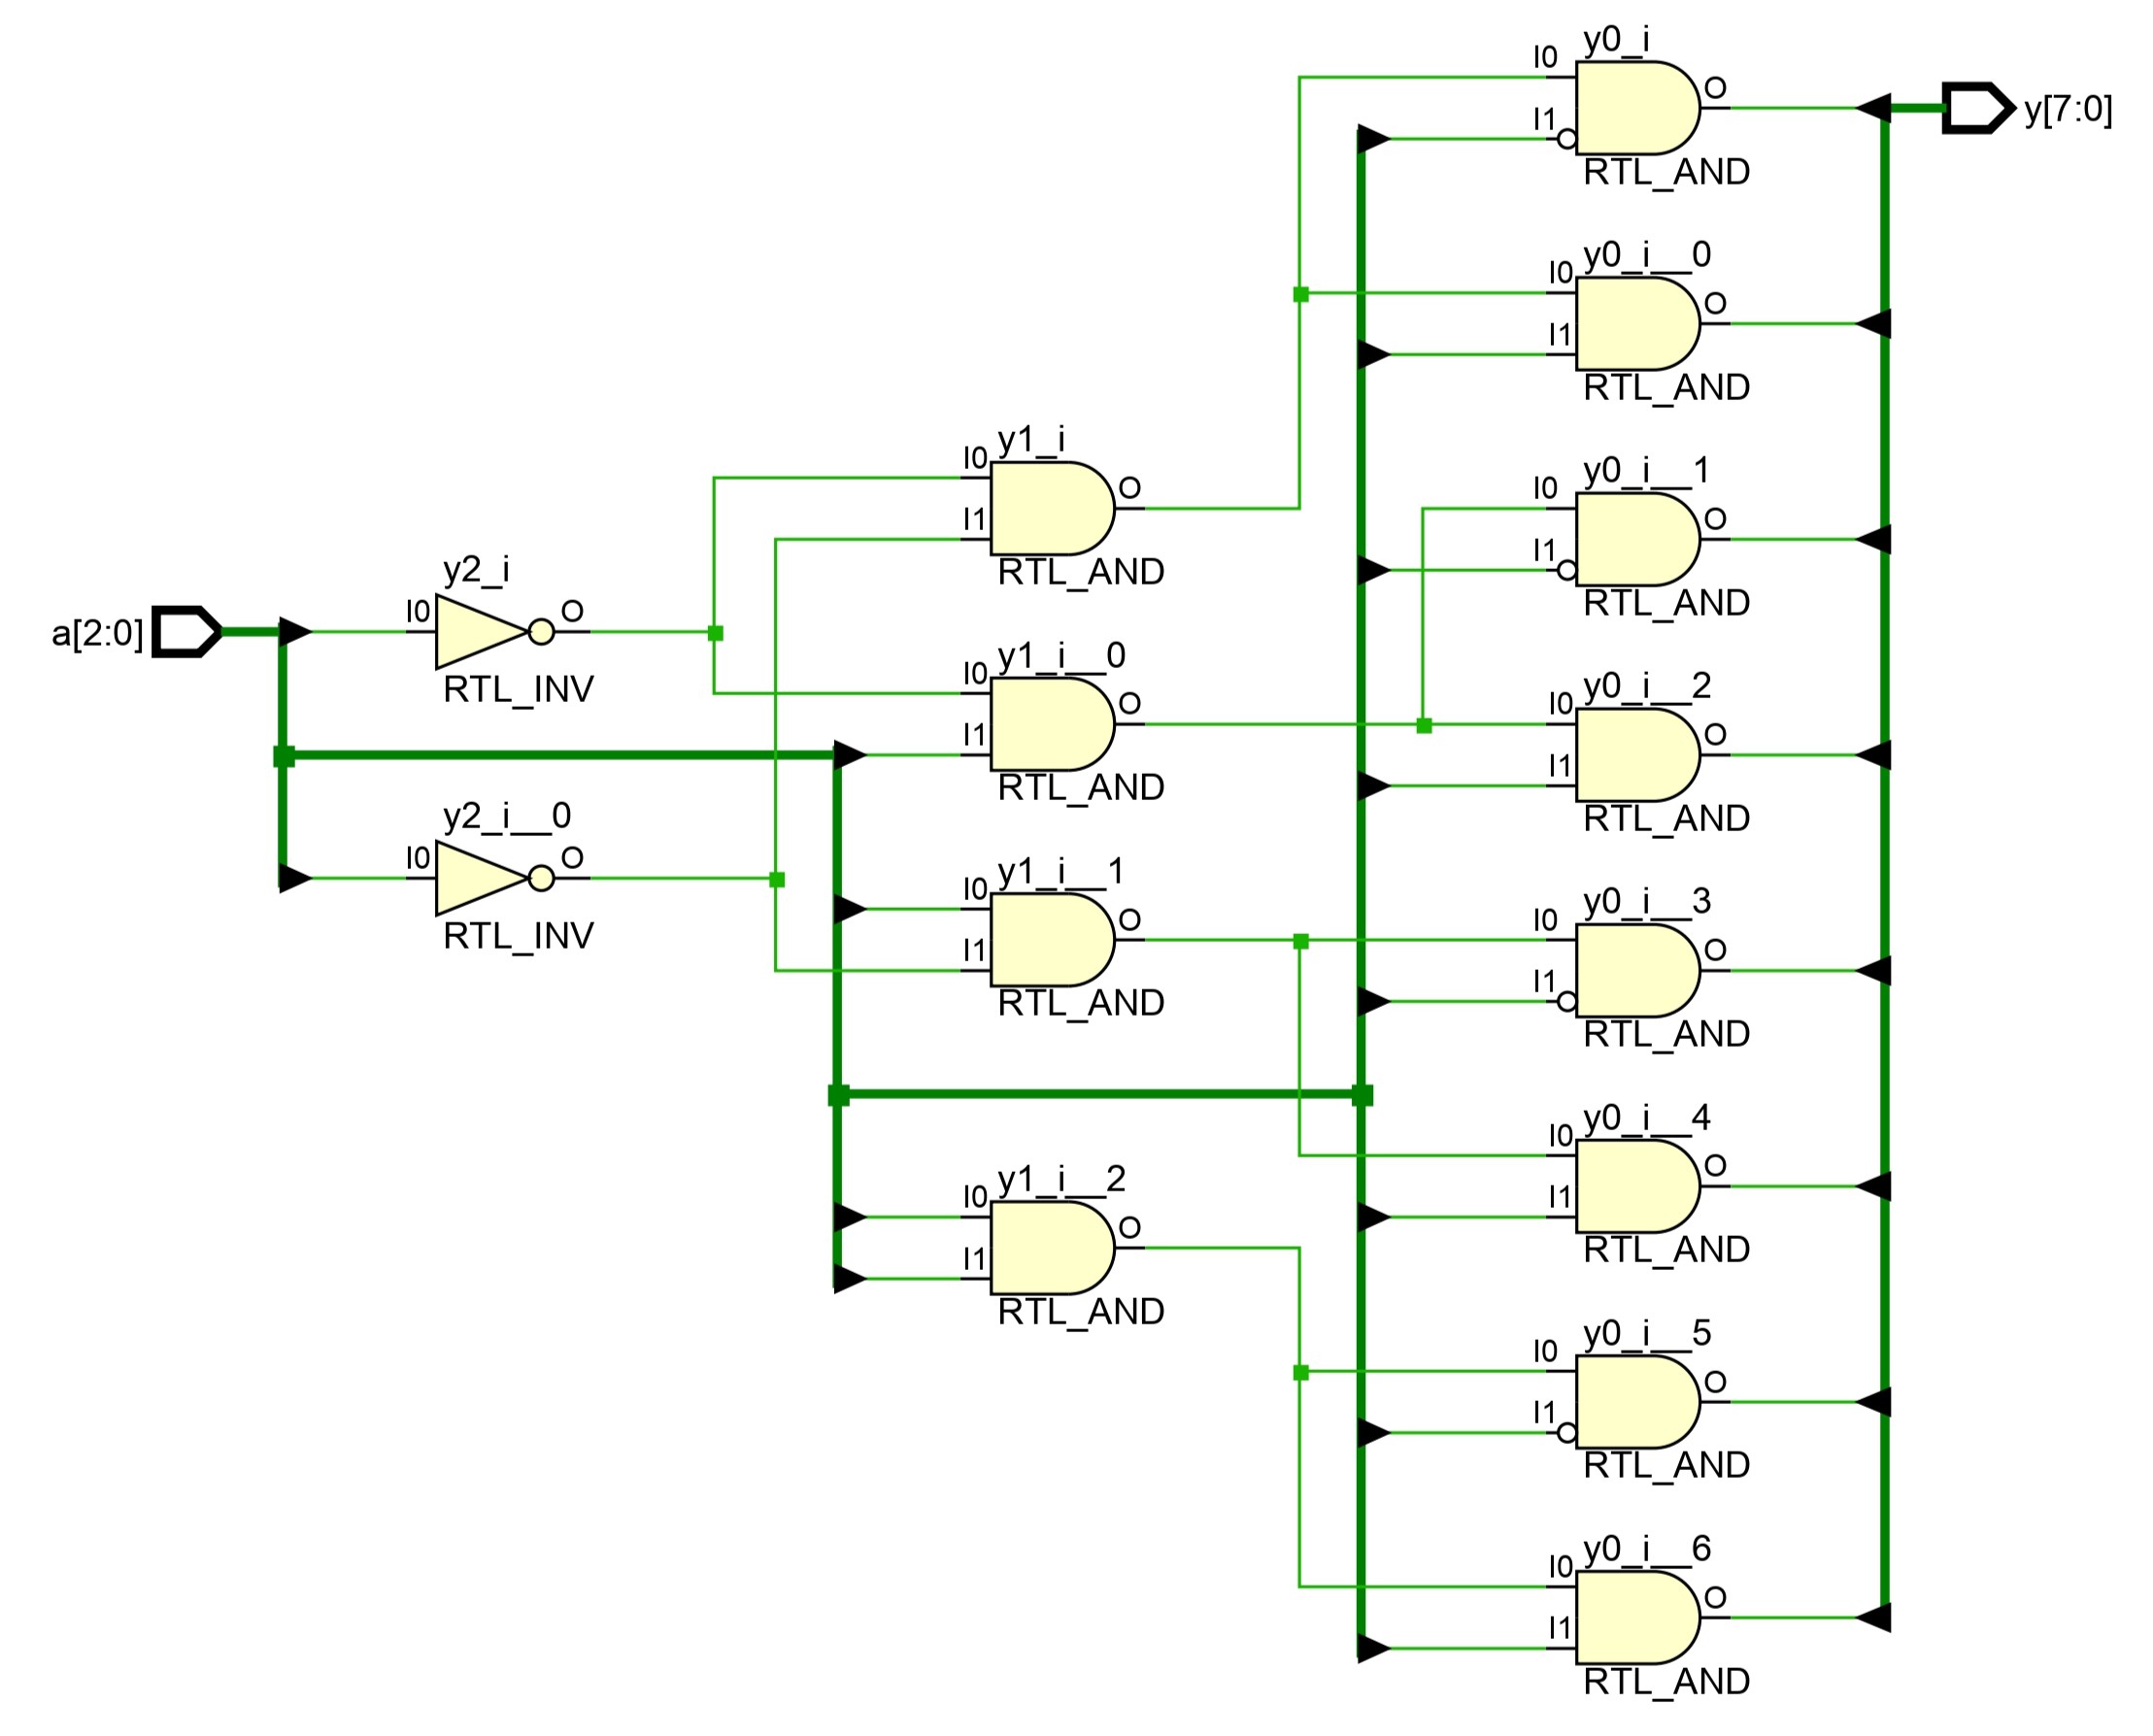 a[2:0]
y2_i
I0
O
RTL_INV
y2_i__0
I0
O
RTL_INV
y1_i
I0
I1
O
RTL_AND
y1_i__0
I0
I1
O
RTL_AND
y1_i__1
I0
I1
O
RTL_AND
y1_i__2
I0
I1
O
RTL_AND
y0_i
I0
I1
O
RTL_AND
y0_i__0
I0
I1
O
RTL_AND
y0_i__1
I0
I1
O
RTL_AND
y0_i__2
I0
I1
O
RTL_AND
y0_i__3
I0
I1
O
RTL_AND
y0_i__4
I0
I1
O
RTL_AND
y0_i__5
I0
I1
O
RTL_AND
y0_i__6
I0
I1
O
RTL_AND
y[7:0]